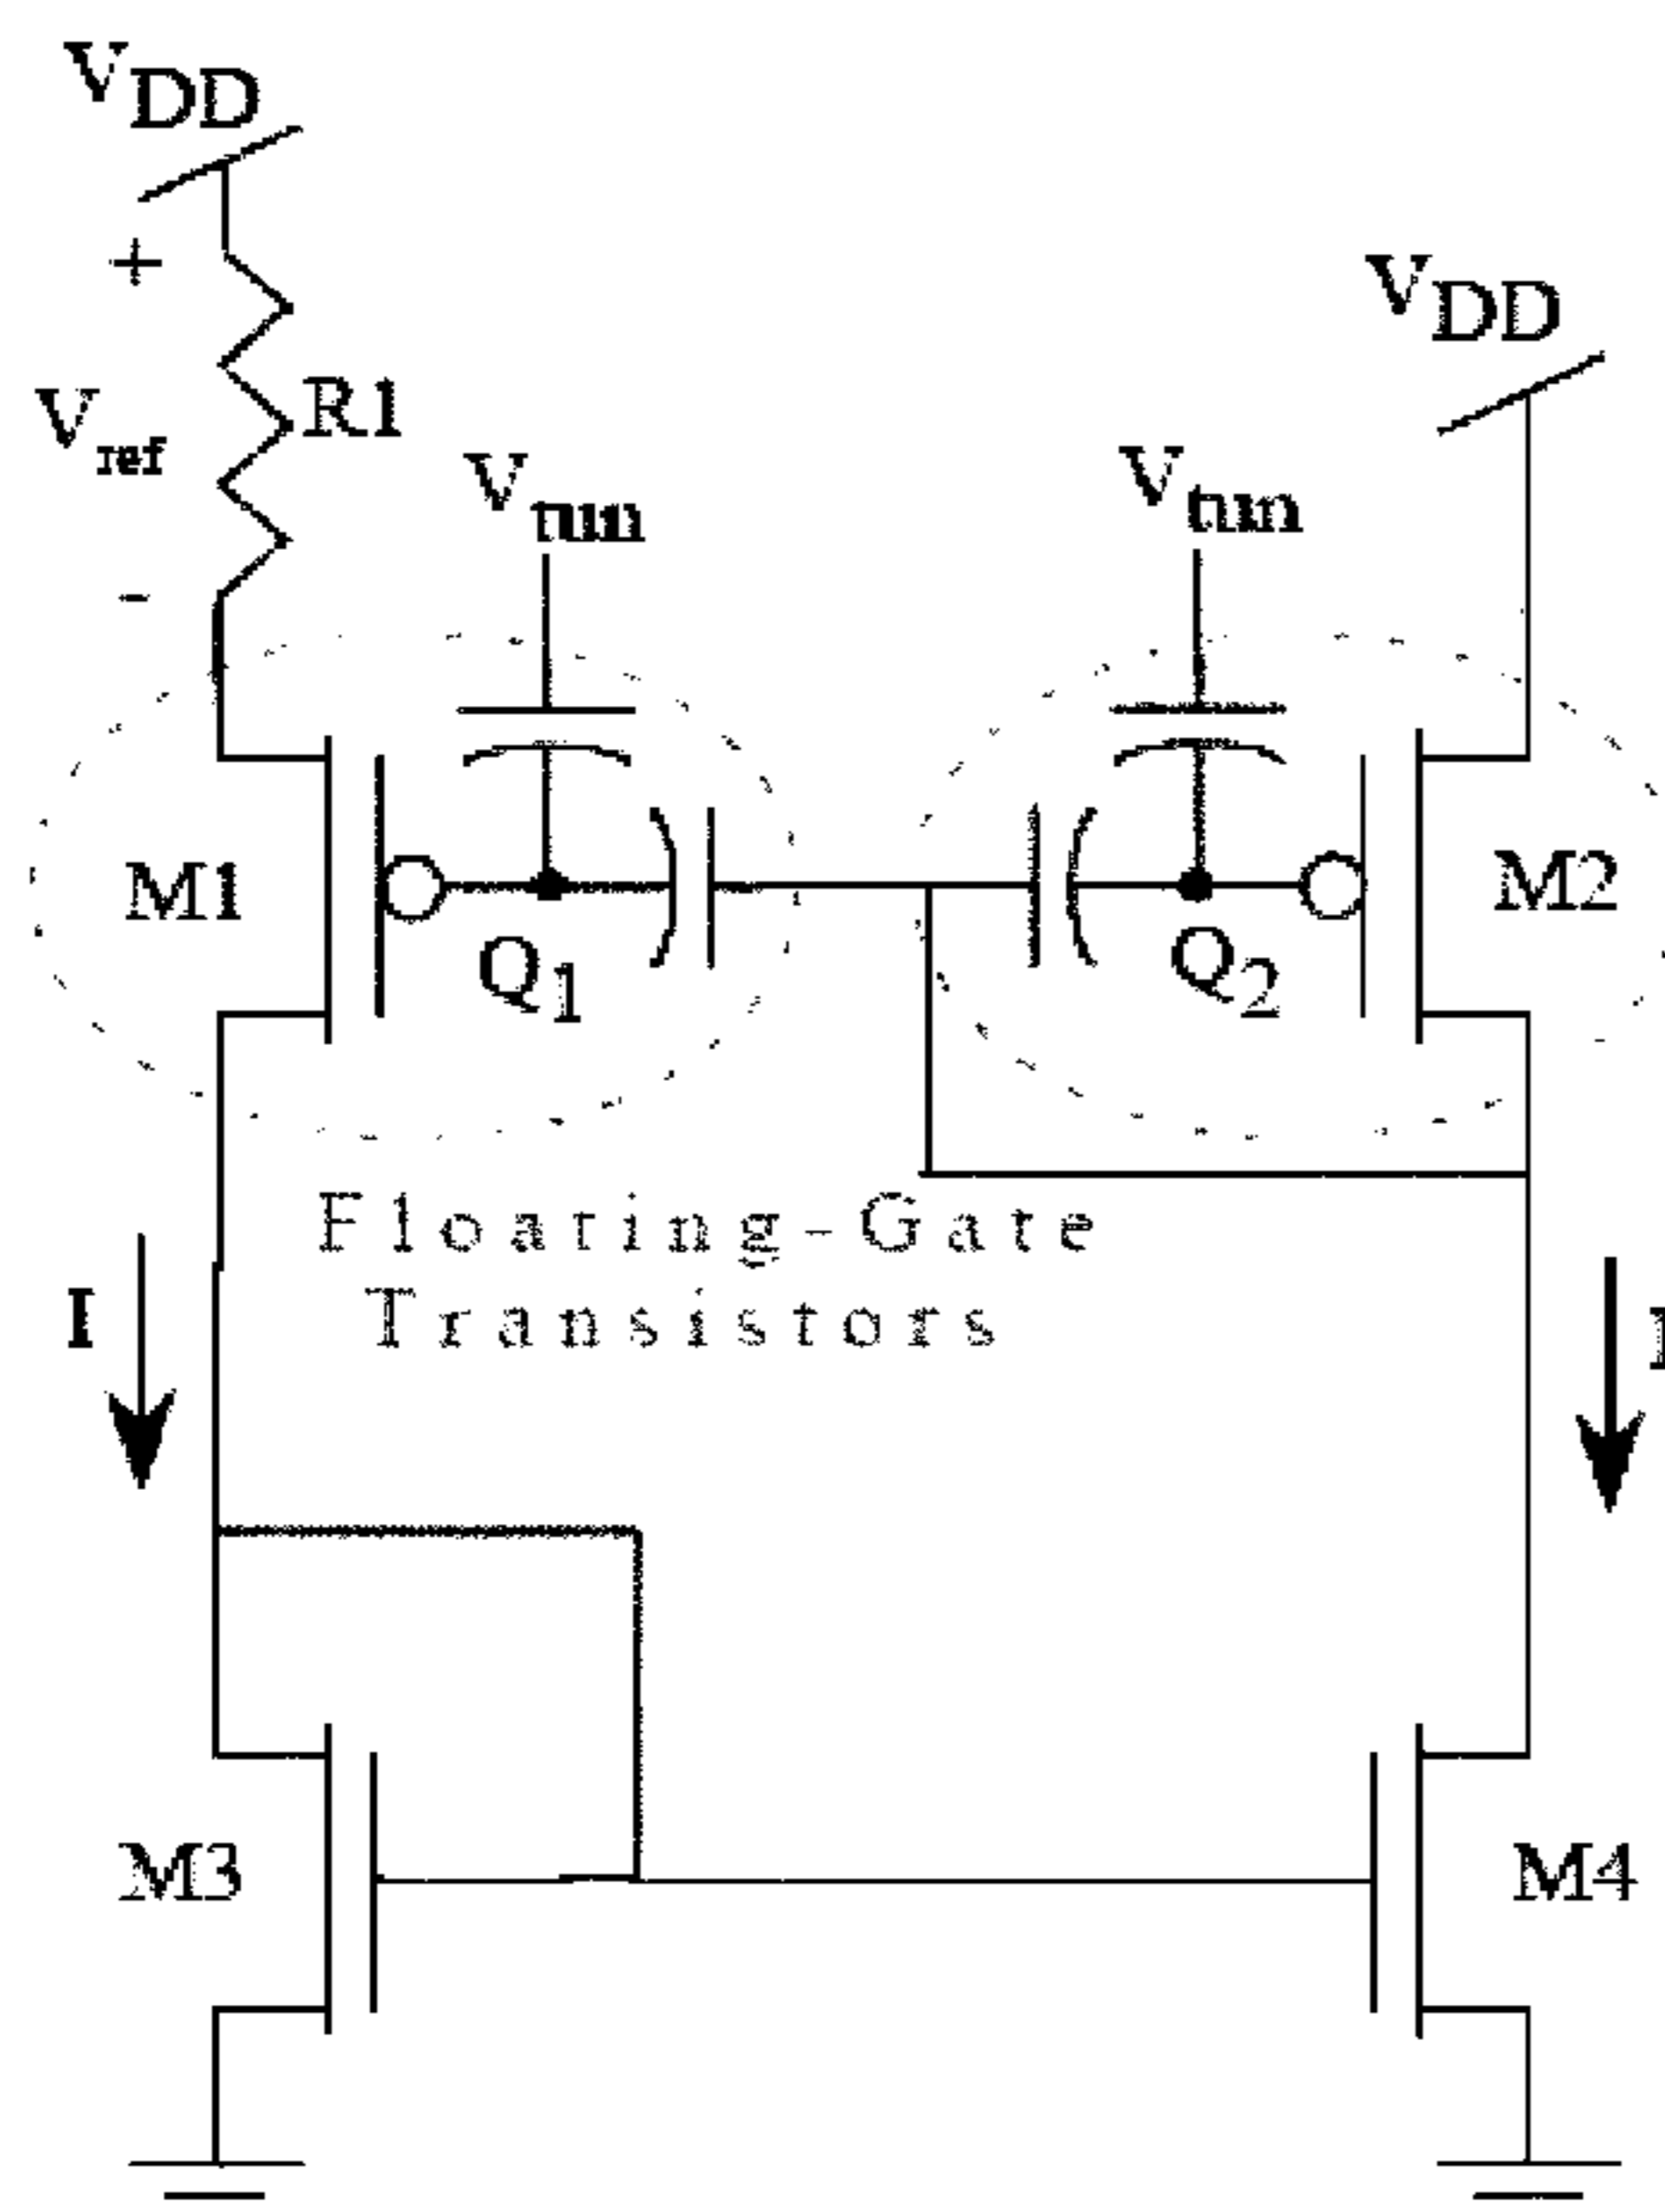 VDD
+
VDD
Vref
R1
Vtun
Vtun
-
M1
M2
Q1
Q2
Floating-Gate
Transistors
I
I
M3
M4